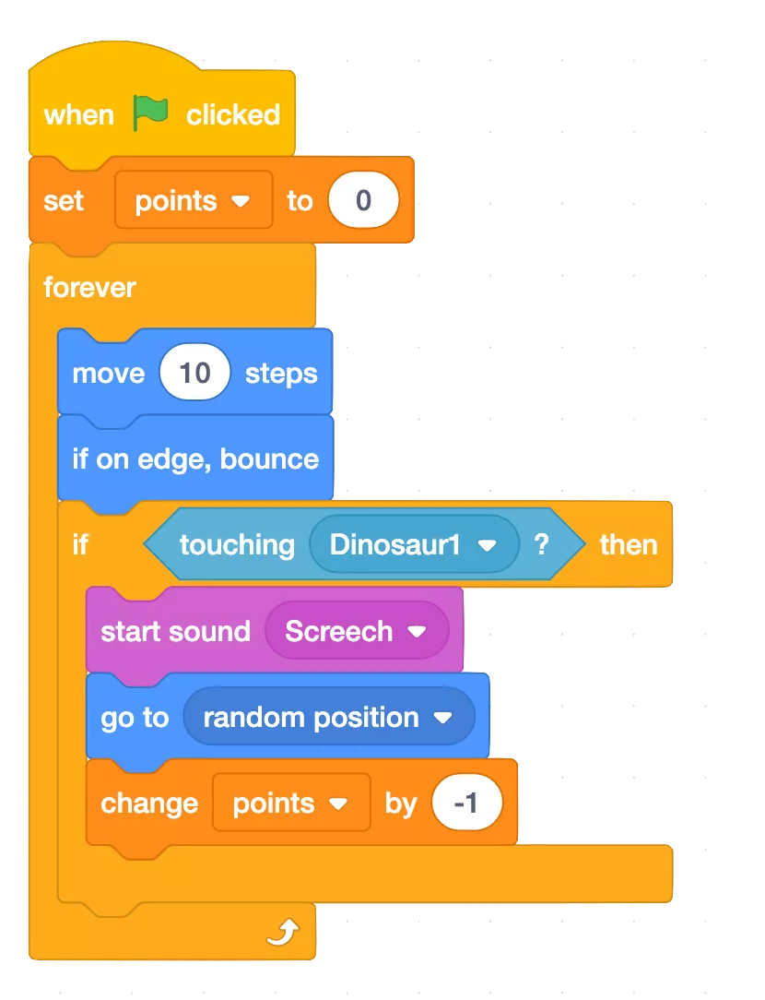 when clicked
set points to 0
forever
move 10 steps
if on edge, bounce
if touching Dinosaur1 ? then
start sound Screech
go to random position
change points by -1